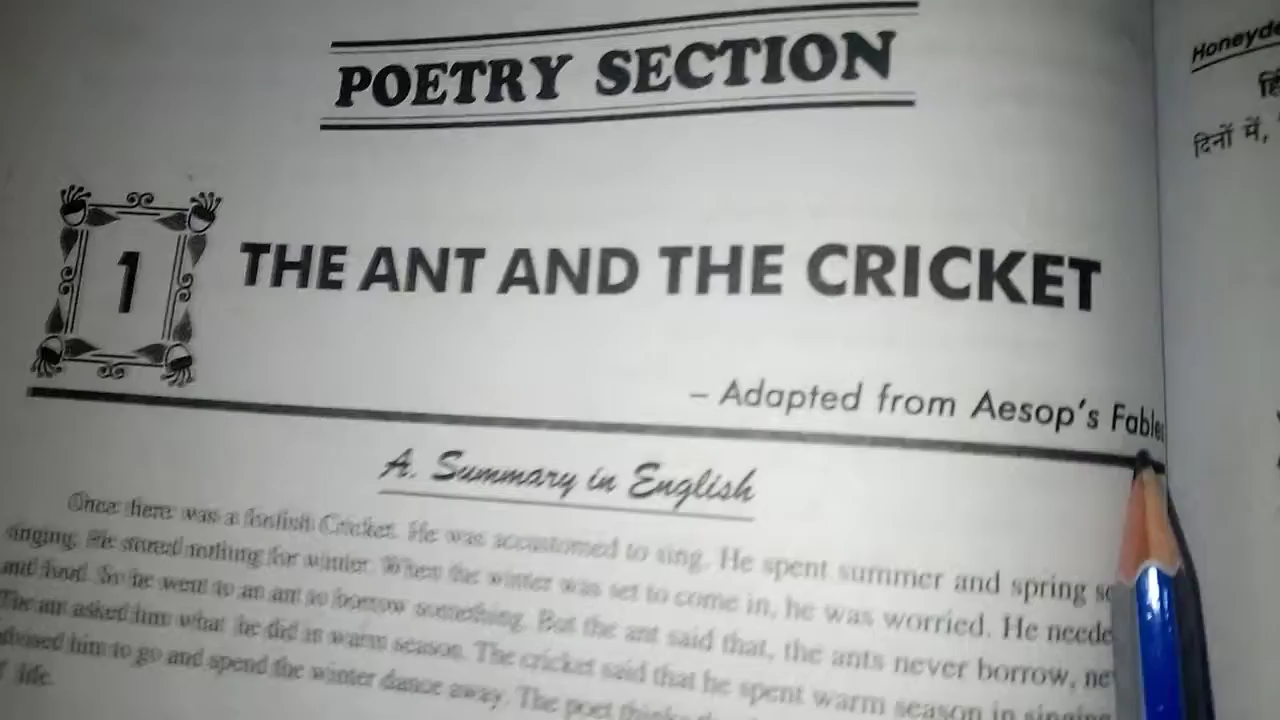 POETRY SECTION
1
THE ANT AND THE CRICKET
– Adapted from Aesop's Fables
A. Summary in English
Once there was a foolish Cricket. He was accustomed to sing. He spent summer and spring
singing. He stored nothing for winter. When the winter was set to come in, he was worried. He neede
and food. So he went to an ant to borrow something. But the ant said that, the ants never borrow,
The ant asked him what he did in warm season. The cricket said that he spent warm season in singing
him to go and spend the winter dance away. The poet thinks
life.
दिनों में,